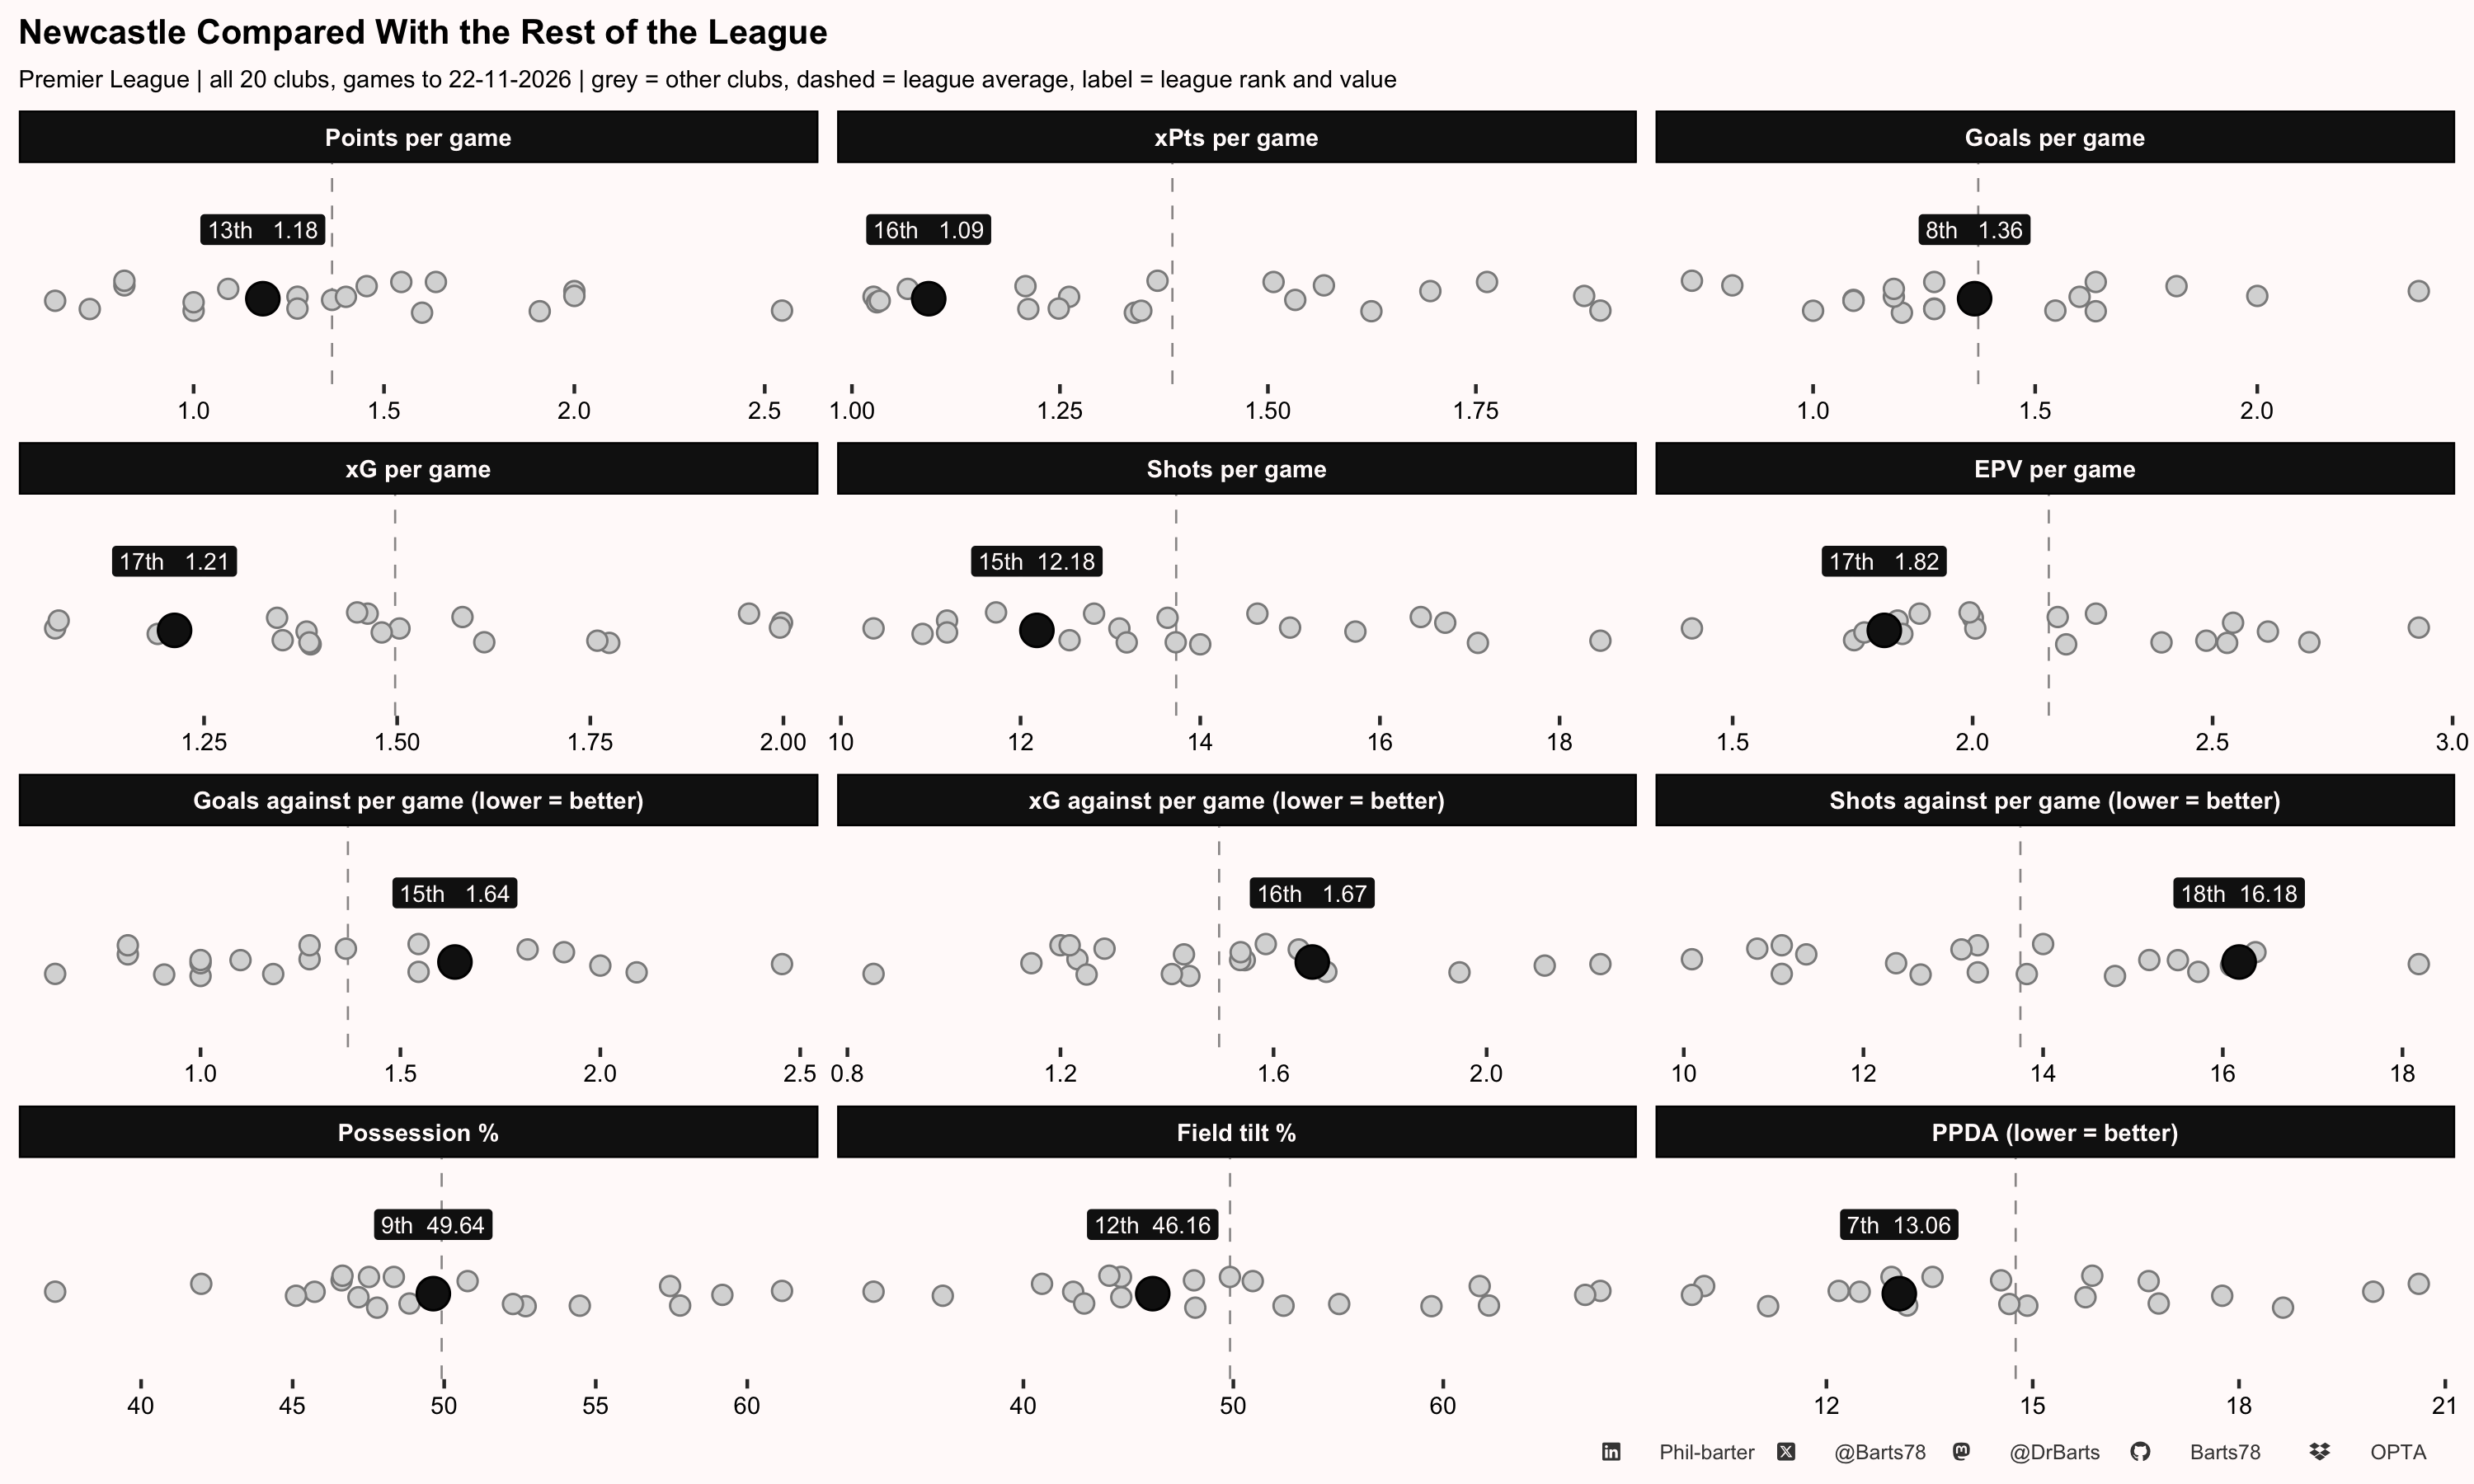 Newcastle Compared With the Rest of the League
Premier League | all 20 clubs, games to 22-11-2026 | grey = other clubs, dashed = league average, label = league rank and value
Points per game
xPts per game
Goals per game
13th 1.18
16th 1.09
8th 1.36
1.0 1.5 2.0 2.5
1.00 1.25 1.50 1.75
1.0 1.5 2.0
xG per game
Shots per game
EPV per game
17th 1.21
15th 12.18
17th 1.82
1.25 1.50 1.75 2.00
10 12 14 16 18
1.5 2.0 2.5 3.0
Goals against per game (lower = better)
xG against per game (lower = better)
Shots against per game (lower = better)
15th 1.64
16th 1.67
18th 16.18
1.0 1.5 2.0 2.5
0.8 1.2 1.6 2.0
10 12 14 16 18
Possession %
Field tilt %
PPDA (lower = better)
9th 49.64
12th 46.16
7th 13.06
40 45 50 55 60
40 50 60
12 15 18 21
Phil-barter @Barts78 @DrBarts Barts78 OPTA